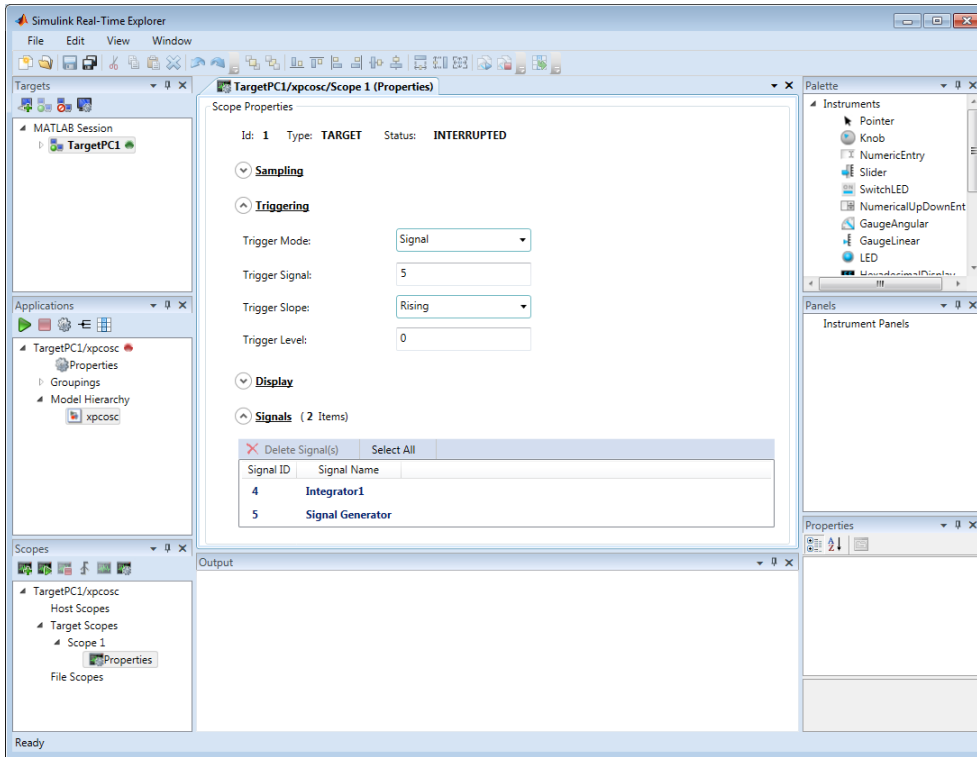 Simulink Real-Time Explorer
File Edit View Window
Targets
MATLAB Session
TargetPC1
Applications
TargetPC1/xpcosc
Properties
Groupings
Model Hierarchy
xpcosc
Scopes
TargetPC1/xpcosc
Host Scopes
Target Scopes
Scope 1
Properties
File Scopes
TargetPC1/xpcosc/Scope 1 (Properties)
Scope Properties
Id: 1 Type: TARGET Status: INTERRUPTED
Sampling
Triggering
Trigger Mode: Signal
Trigger Signal: 5
Trigger Slope: Rising
Trigger Level: 0
Display
Signals ( 2 Items)
Delete Signal(s) Select All
Signal ID Signal Name
4 Integrator1
5 Signal Generator
Output
Palette
Instruments
Pointer
Knob
NumericEntry
Slider
SwitchLED
NumericalUpDownEnt
GaugeAngular
GaugeLinear
LED
HexadecimalDisplay
Panels
Instrument Panels
Properties
Ready